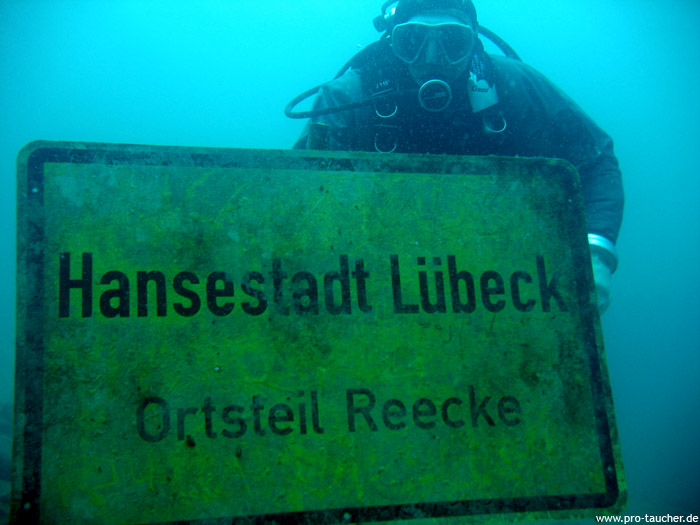 Hansestadt Lübeck
Ortsteil Reecke
www.pro-taucher.de